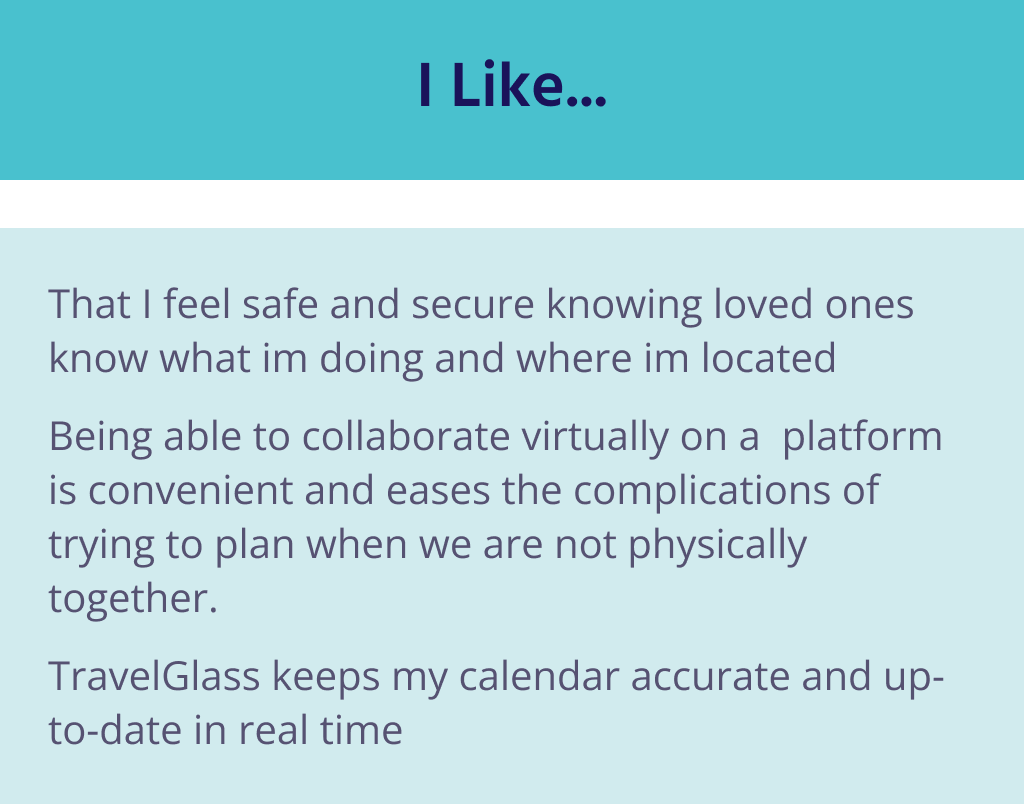 I Like...
That I feel safe and secure knowing loved ones
know what im doing and where im located
Being able to collaborate virtually on a  platform
is convenient and eases the complications of
trying to plan when we are not physically
together.
TravelGlass keeps my calendar accurate and up-
to-date in real time